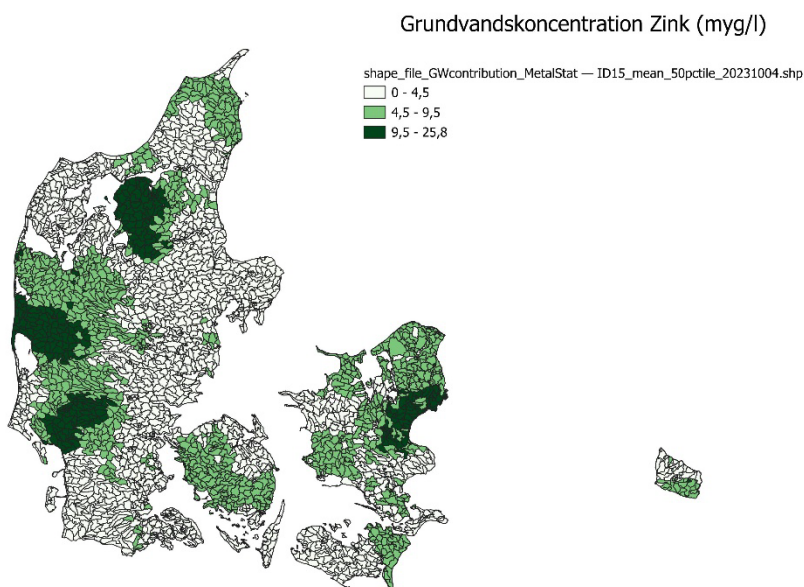 Grundvandskoncentration Zink (myg/l)
shape_file_GWcontribution_MetalStat — ID15_mean_50pctile_20231004.shp
0 - 4,5
4,5 - 9,5
9,5 - 25,8